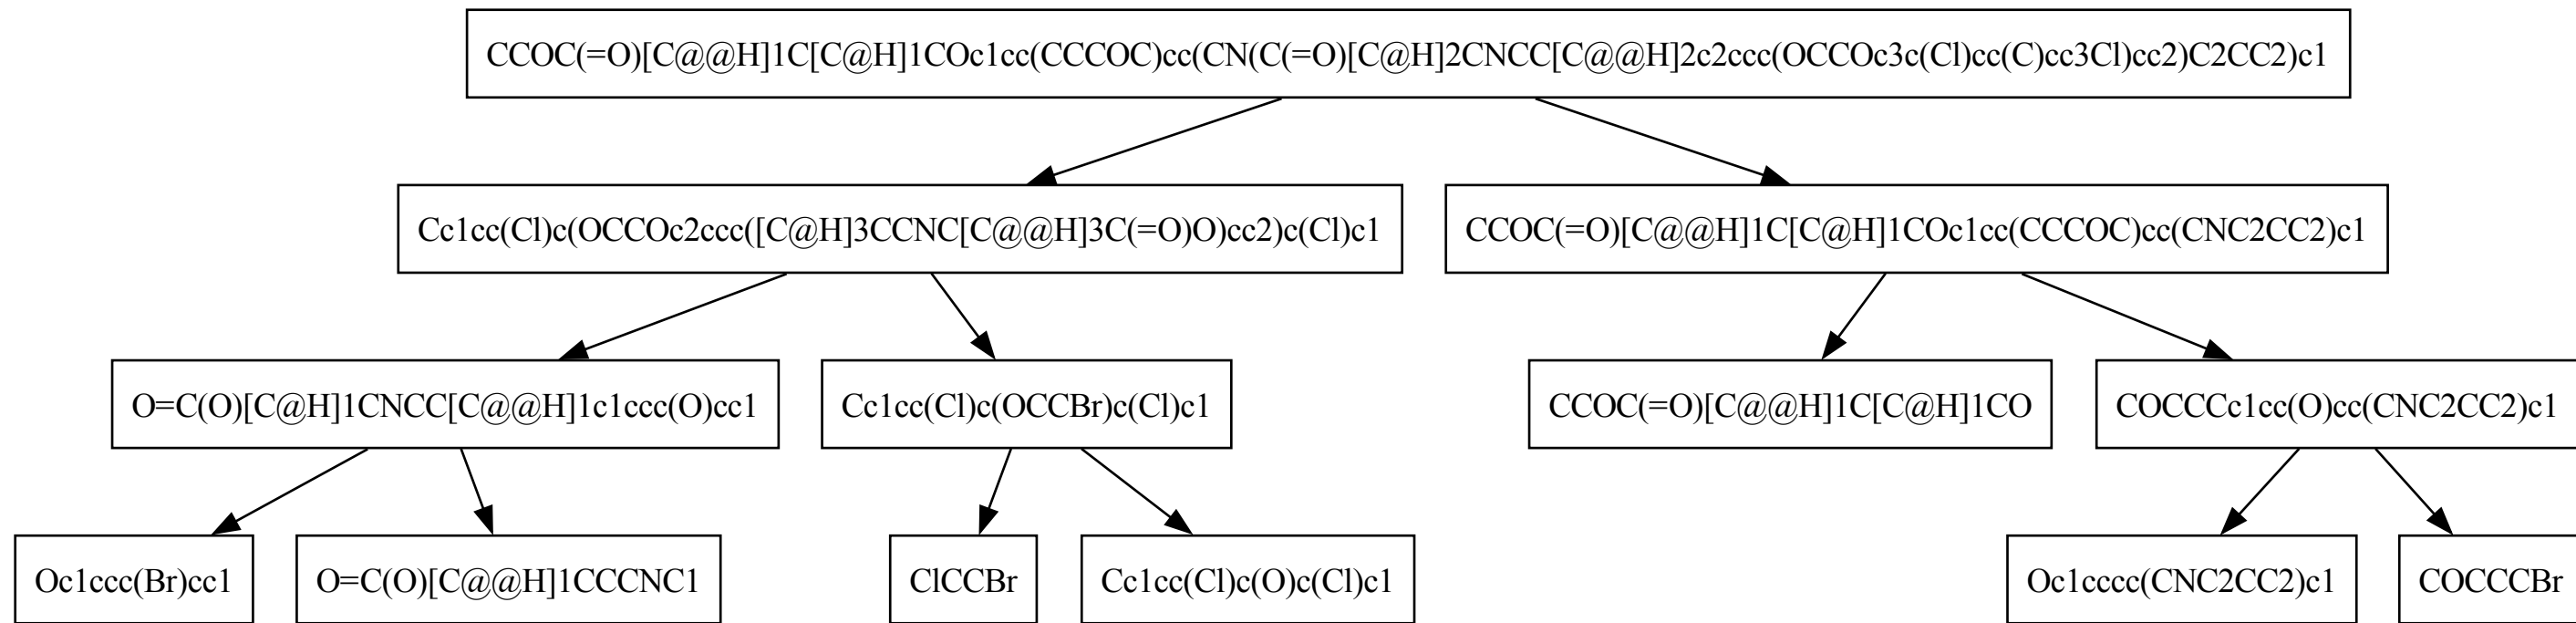 CCOC(=O)[C@@H]1C[C@H]1COc1cc(CCCOC)cc(CN(C(=O)[C@H]2CNCC[C@@H]2c2ccc(OCCOc3c(Cl)cc(C)cc3Cl)cc2)C2CC2)c1
Cc1cc(Cl)c(OCCOc2ccc([C@H]3CCNC[C@@H]3C(=O)O)cc2)c(Cl)c1
CCOC(=O)[C@@H]1C[C@H]1COc1cc(CCCOC)cc(CNC2CC2)c1
O=C(O)[C@H]1CNCC[C@@H]1c1ccc(O)cc1
Cc1cc(Cl)c(OCCBr)c(Cl)c1
CCOC(=O)[C@@H]1C[C@H]1CO
COCCCc1cc(O)cc(CNC2CC2)c1
Oc1ccc(Br)cc1
O=C(O)[C@@H]1CCCNC1
ClCCBr
Cc1cc(Cl)c(O)c(Cl)c1
Oc1cccc(CNC2CC2)c1
COCCCBr